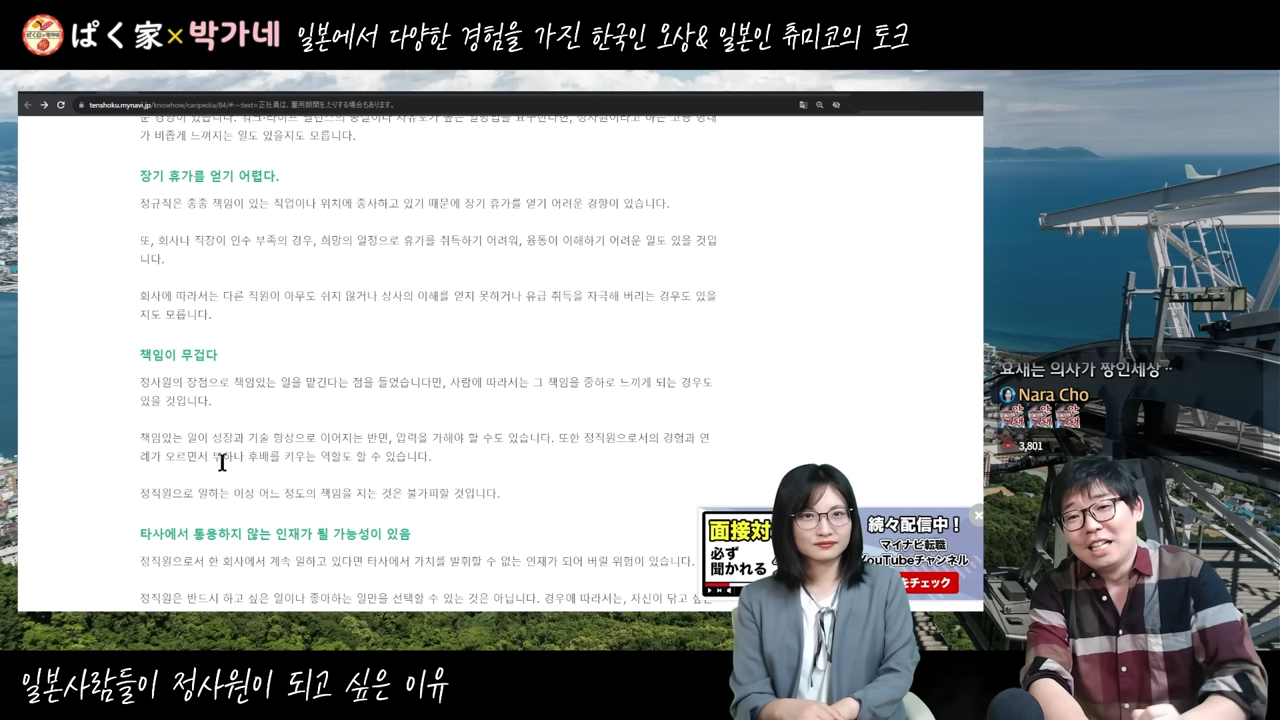 ぱく家×박가네 일본에서 다양한 경험을 가진 한국인 오상& 일본인 츄미코의 토크
tenshoku.mynavi.jp/knowhow/caripedia/84/#:~:text=正社員は、雇用期間を
가 비좁게 느껴지는 일도 있을지도 모릅니다.
장기 휴가를 얻기 어렵다.
정규직은 종종 책임이 있는 직업이나 위치에 종사하고 있기 때문에 장기 휴가를 얻기 어려운 경향이 있습니다.
또, 회사나 직장이 인수 부족의 경우, 희망의 일정으로 휴가를 취득하기 어려워, 융통이 이해하기 어려운 일도 있을 것입
니다.
회사에 따라서는 다른 직원이 아무도 쉬지 않거나 상사의 이해를 얻지 못하거나 유급 취득을 자극해 버리는 경우도 있을
지도 모릅니다.
책임이 무겁다
정사원의 장점으로 책임있는 일을 맡긴다는 점을 들었습니다만, 사람에 따라서는 그 책임을 중하로 느끼게 되는 경우도
있을 것입니다.
책임있는 일이 성장과 기술 향상으로 이어지는 반면, 압력을 가해야 할 수도 있습니다. 또한 정직원으로서의 경험과 연
례가 오르면서 부하나 후배를 키우는 역할도 할 수 있습니다.
정직원으로 일하는 이상 어느 정도의 책임을 지는 것은 불가피할 것입니다.
타사에서 통용하지 않는 인재가 될 가능성이 있음
정직원으로서 한 회사에서 계속 일하고 있다면 타사에서 가치를 발휘할 수 없는 인재가 되어 버릴 위험이 있습니다.
정직원은 반드시하고 싶은 일이나 좋아하는 일만을 선택할 수 있는 것은 아닙니다. 경우에 따라서는, 자신이 닦고 싶은
面接対
必ず
聞かれる
続々配信中！
マイナビ転職
YouTubeチャンネル
チェック
요새는 의사가 짱인세상··
Nara Cho
3,801
일본사람들이 정사원이 되고 싶은 이유